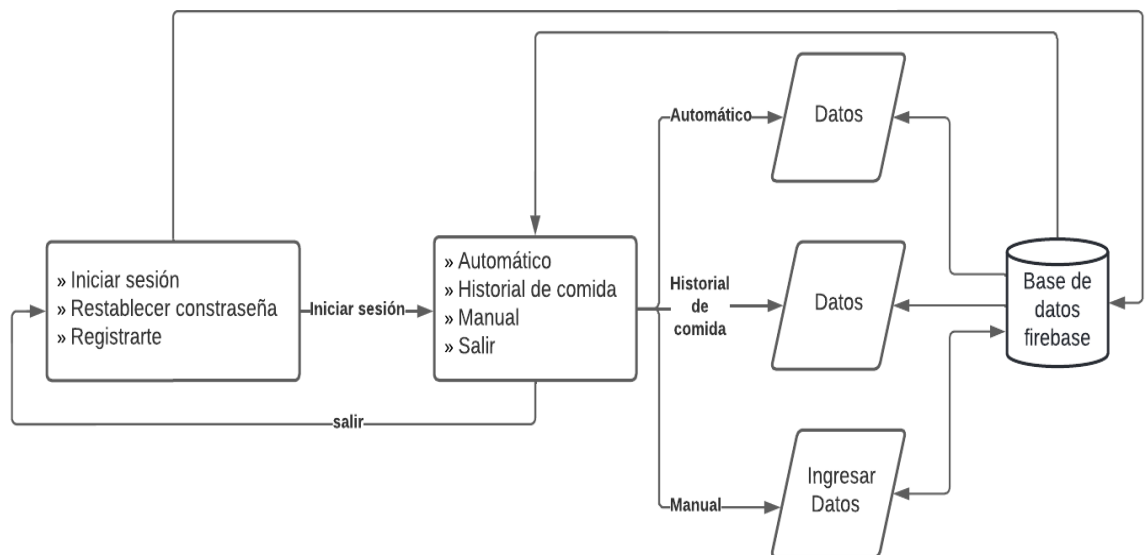 » Iniciar sesión
» Restablecer constraseña
» Registrarte
Iniciar sesión
» Automático
» Historial de comida
» Manual
» Salir
salir
Automático
Historial
de
comida
Manual
Datos
Datos
Ingresar
Datos
Base de
datos
firebase